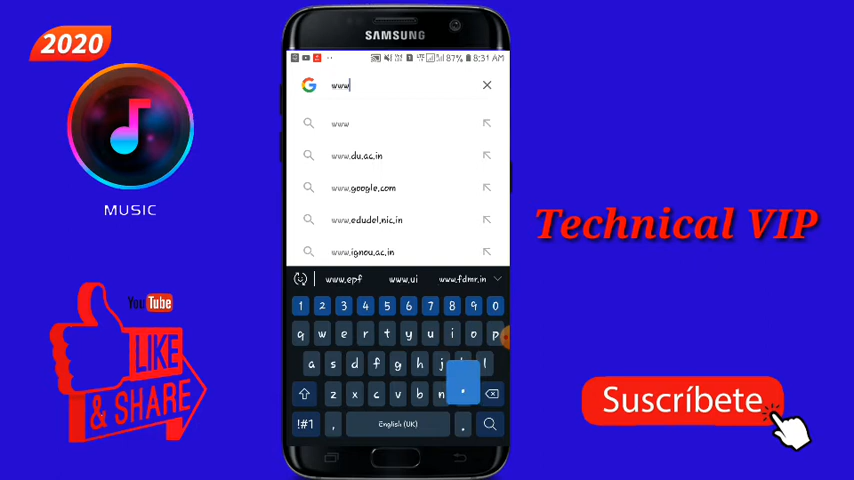 2020
MUSIC
YouTube
LIKE
& SHARE
SAMSUNG
87% 8:31 AM
www
www
www.du.ac.in
www.google.com
www.edudel.nic.in
www.ignou.ac.in
www.epf www.ui www.fdmr.in
1 2 3 4 5 6 7 8 9 0
q w e r t y u i o p
a s d f g h j l
z x c v b n .
!#1 , English (UK) .
Technical VIP
Suscríbete